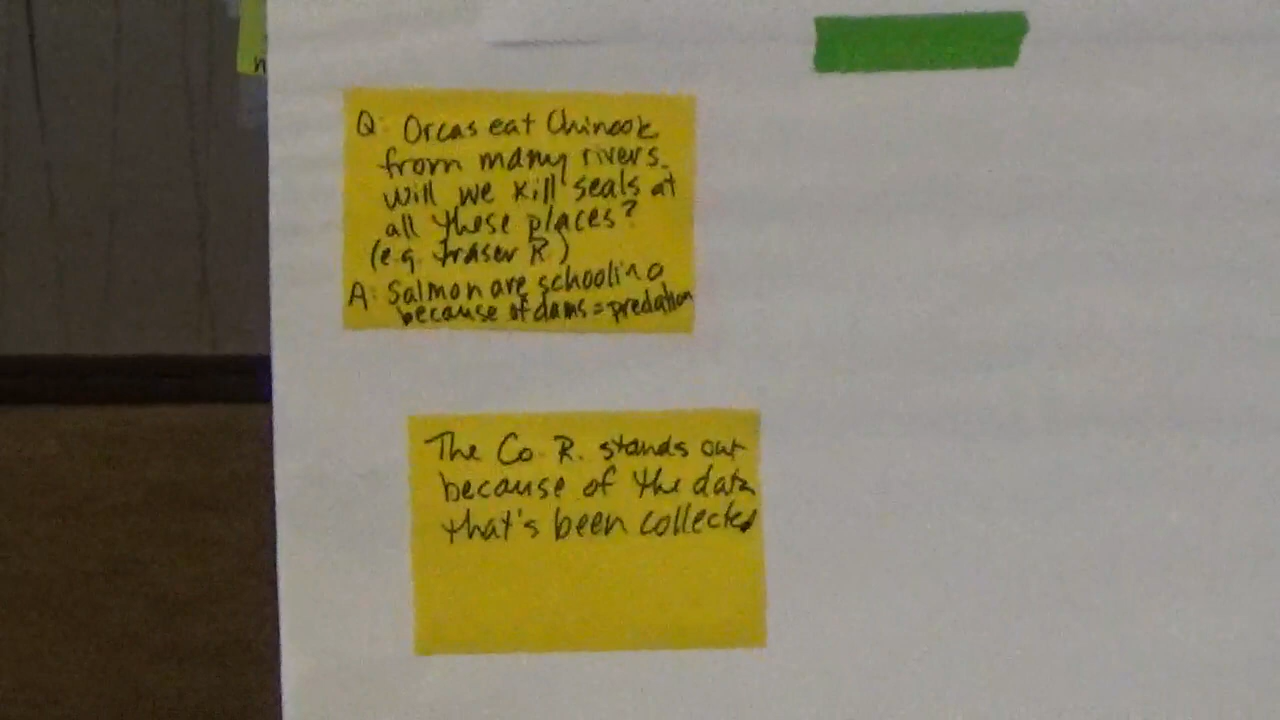 n
Q: Orcas eat Chinook
from many rivers.
will we kill seals at
all these places?
(e.g. Fraser R.)
A: Salmon are schooling
because of dams = predation
The Co. R. stands out
because of the data
that's been collected